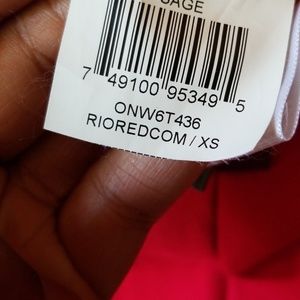 SAGE
7 49100 95349 5
ONW6T436
RIOREDCOM / XS